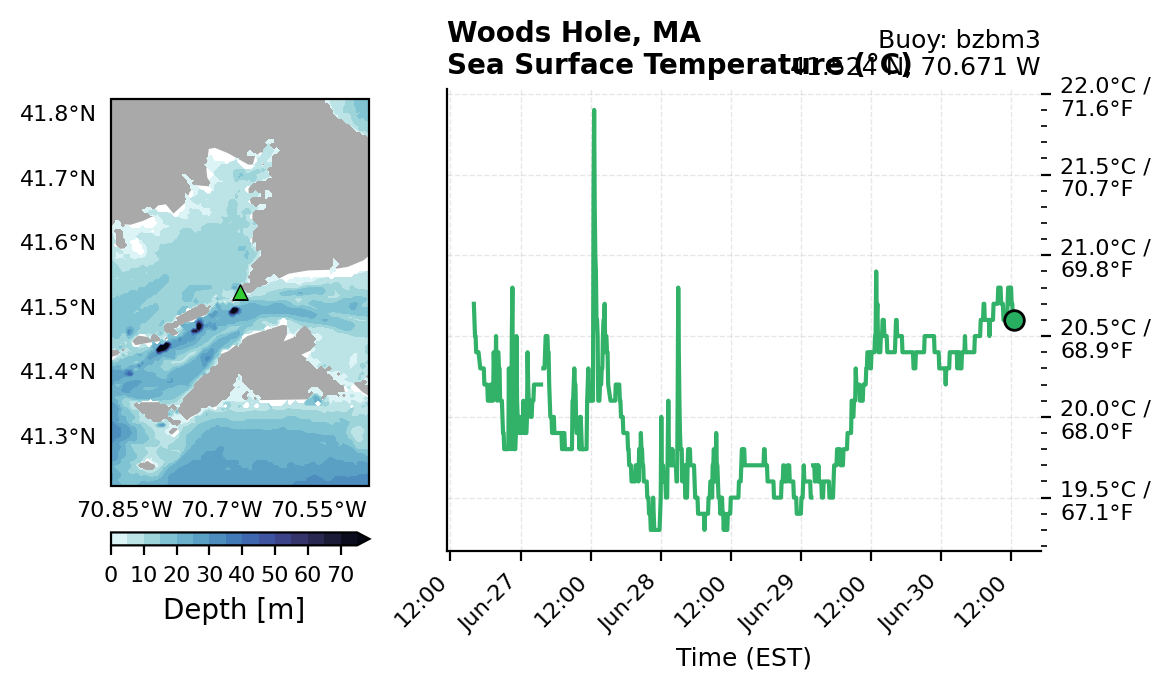 Woods Hole, MA
Sea Surface Temperature (°C)
Buoy: bzbm3
41.524 N, 70.671 W
41.8°N
41.7°N
41.6°N
41.5°N
41.4°N
41.3°N
70.85°W 70.7°W 70.55°W
0 10 20 30 40 50 60 70
Depth [m]
22.0°C /
71.6°F
21.5°C /
70.7°F
21.0°C /
69.8°F
20.5°C /
68.9°F
20.0°C /
68.0°F
19.5°C /
67.1°F
12:00 Jun-27 12:00 Jun-28 12:00 Jun-29 12:00 Jun-30 12:00
Time (EST)